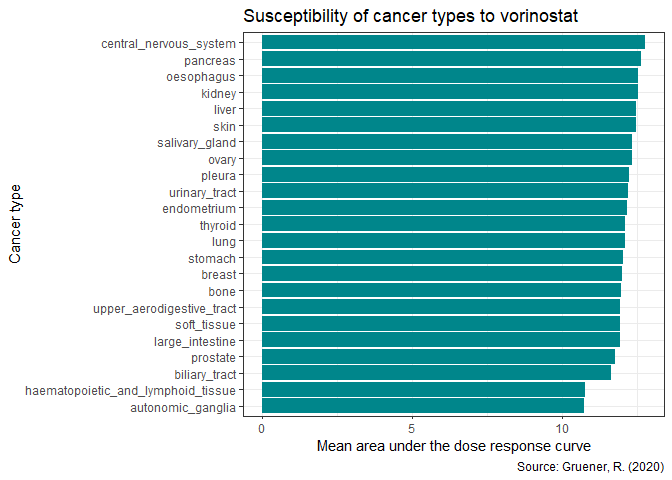 Susceptibility of cancer types to vorinostat
central_nervous_system
pancreas
oesophagus
kidney
liver
skin
salivary_gland
ovary
pleura
urinary_tract
endometrium
thyroid
lung
stomach
breast
bone
upper_aerodigestive_tract
soft_tissue
large_intestine
prostate
biliary_tract
haematopoietic_and_lymphoid_tissue
autonomic_ganglia
Cancer type
0 5 10
Mean area under the dose response curve
Source: Gruener, R. (2020)